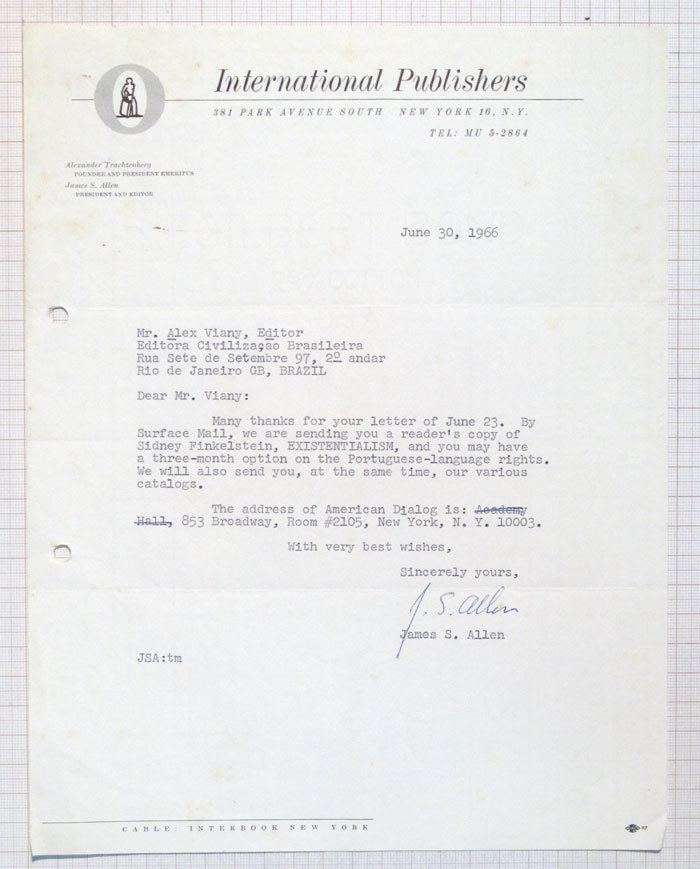 International Publishers
381 PARK AVENUE SOUTH NEW YORK 16, N.Y.
TEL: MU 5-2864
Alexander Trachtenberg
FOUNDER AND PRESIDENT EMERITUS
James S. Allen
PRESIDENT AND EDITOR
June 30, 1966
Mr. Alex Viany, Editor
Editora Civilização Brasileira
Rua Sete de Setembre 97, 2º andar
Rio de Janeiro GB, BRAZIL
Dear Mr. Viany:
Many thanks for your letter of June 23. By
Surface Mail, we are sending you a reader's copy of
Sidney Finkelstein, EXISTENTIALISM, and you may have
a three-month option on the Portuguese-language rights.
We will also send you, at the same time, our various
catalogs.
The address of American Dialog is: Academy
Hall, 853 Broadway, Room #2105, New York, N. Y. 10003.
With very best wishes,
Sincerely yours,
J. S. Allen
James S. Allen
JSA:tm
CABLE: INTERBOOK NEW YORK